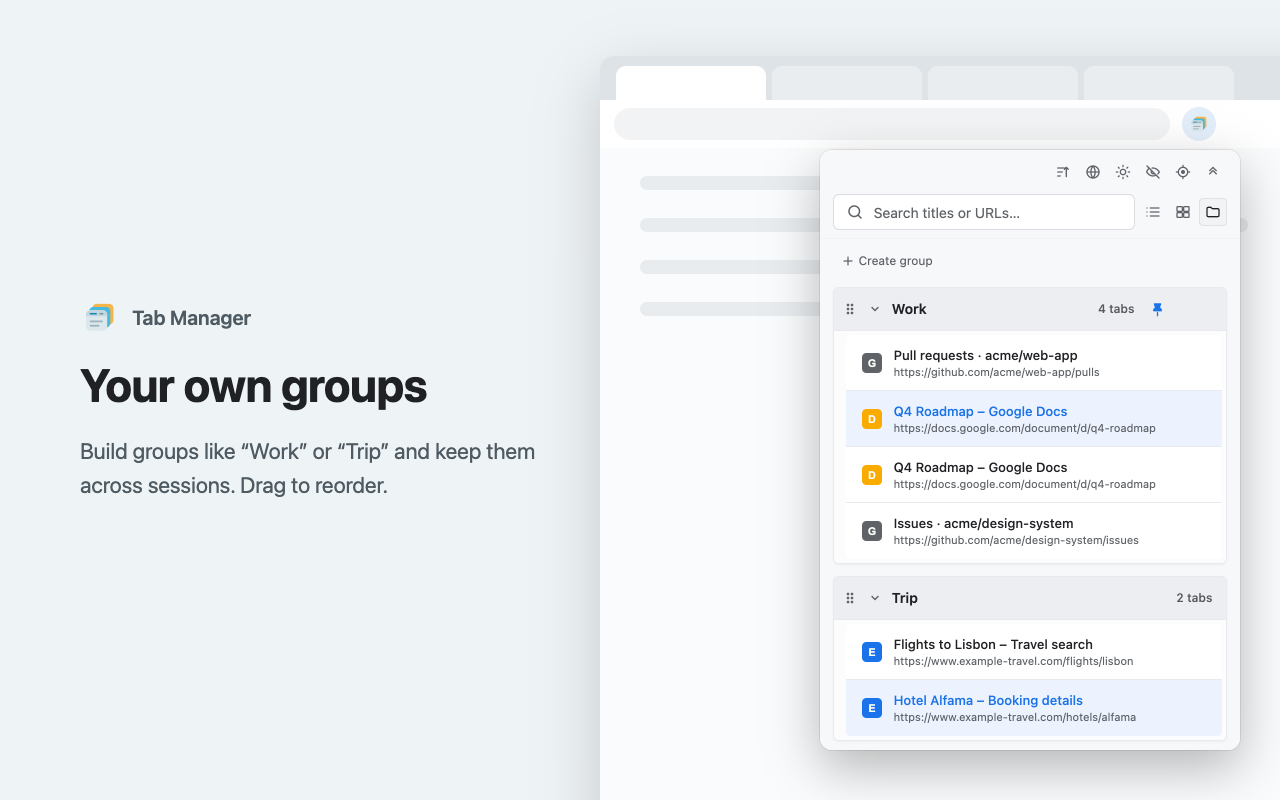 Tab Manager
Your own groups
Build groups like “Work” or “Trip” and keep them
across sessions. Drag to reorder.
Search titles or URLs...
Create group
Work
4 tabs
G
Pull requests · acme/web-app
https://github.com/acme/web-app/pulls
D
Q4 Roadmap – Google Docs
https://docs.google.com/document/d/q4-roadmap
D
Q4 Roadmap – Google Docs
https://docs.google.com/document/d/q4-roadmap
G
Issues · acme/design-system
https://github.com/acme/design-system/issues
Trip
2 tabs
E
Flights to Lisbon – Travel search
https://www.example-travel.com/flights/lisbon
E
Hotel Alfama – Booking details
https://www.example-travel.com/hotels/alfama